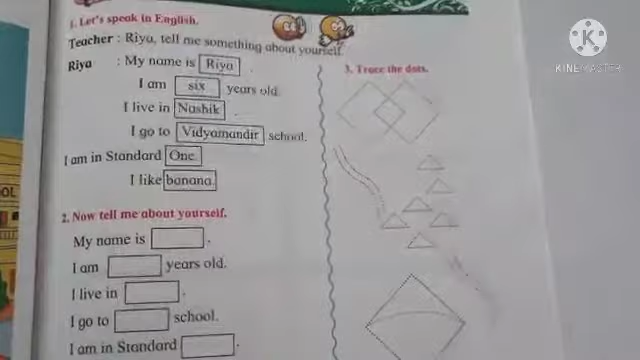 1. Let's speak in English.
Teacher : Riya, tell me something about yourself.
Riya : My name is Riya .
I am six years old.
I live in Nashik .
I go to Vidyamandir school.
I am in Standard One.
I like banana.
2. Now tell me about yourself.
My name is .
I am years old.
I live in .
I go to school.
I am in Standard .
3. Trace the dots.
K
KINEMASTER
OL